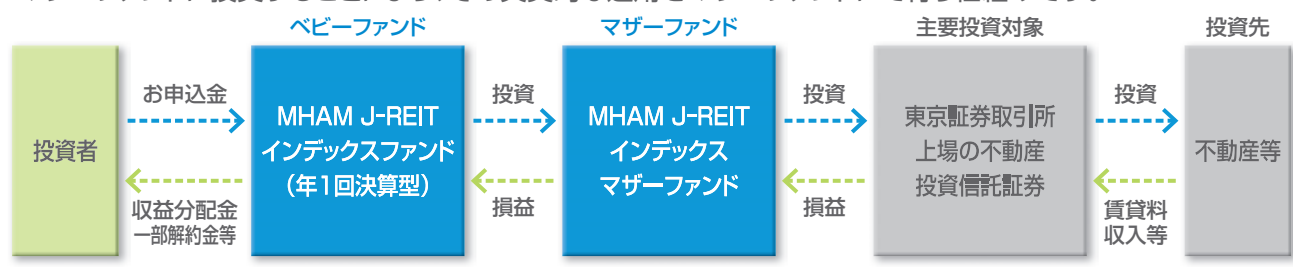 ベビーファンド
マザーファンド
主要投資対象
投資先
投資者
お申込金
収益分配金
一部解約金等
MHAM J-REIT
インデックスファンド
（年1回決算型）
投資
損益
MHAM J-REIT
インデックス
マザーファンド
投資
損益
東京証券取引所
上場の不動産
投資信託証券
投資
賃貸料
収入等
不動産等